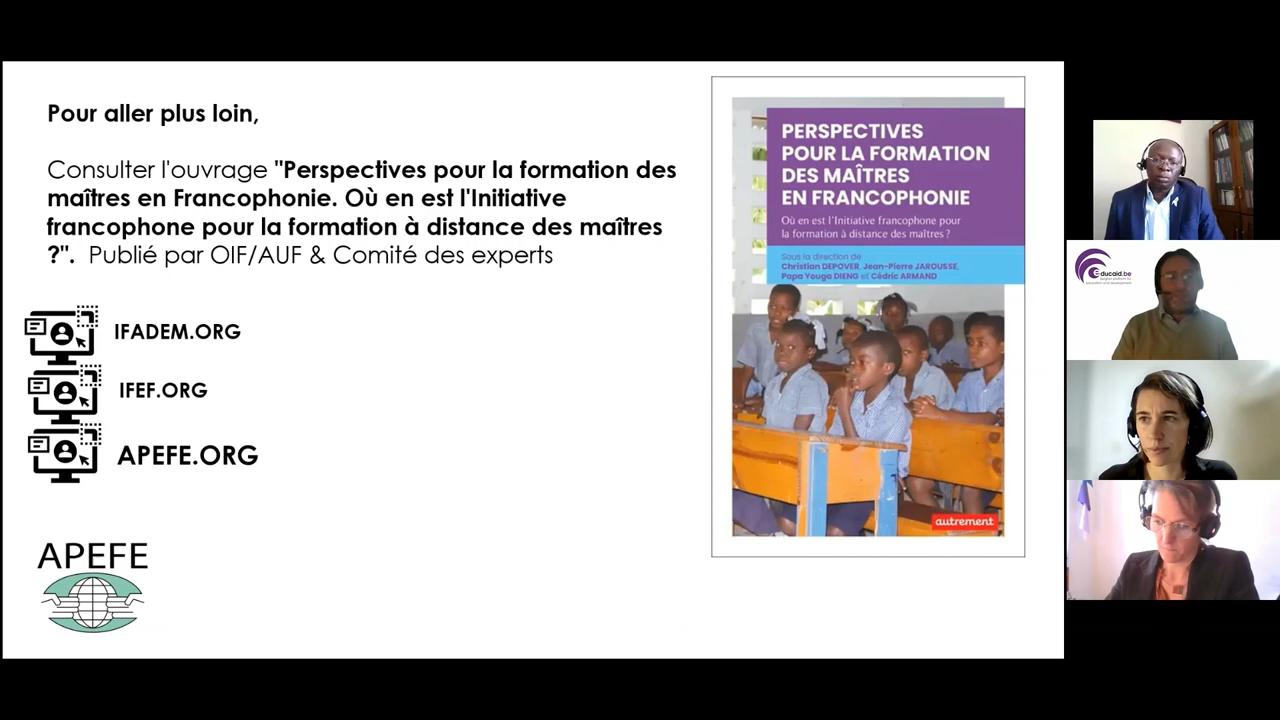 Pour aller plus loin,
Consulter l'ouvrage "Perspectives pour la formation des
maîtres en Francophonie. Où en est l'Initiative
francophone pour la formation à distance des maîtres
?". Publié par OIF/AUF & Comité des experts
IFADEM.ORG
IFEF.ORG
APEFE.ORG
APEFE
PERSPECTIVES
POUR LA FORMATION
DES MAÎTRES
EN FRANCOPHONIE
Où en est l'Initiative francophone pour
la formation à distance des maîtres ?
Sous la direction de
Christian DEPOVER, Jean-Pierre JAROUSSE,
Papa Youga DIENG et Cédric ARMAND
autrement
educaid.be